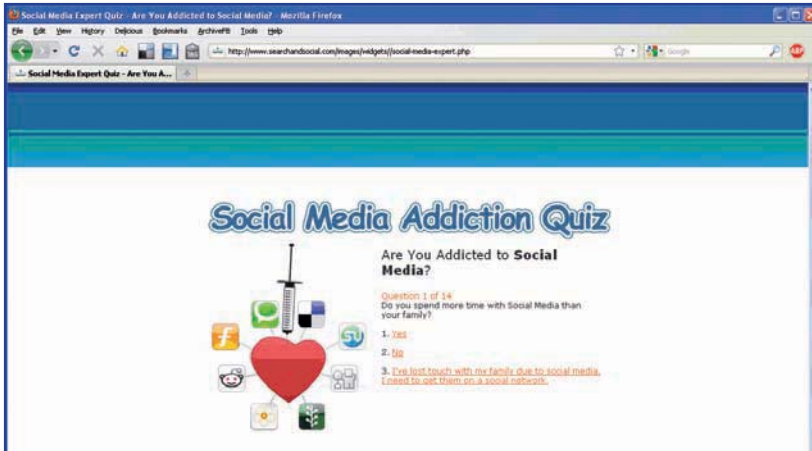 Social Media Expert Quiz - Are You Addicted to Social Media? - Mozilla Firefox
File Edit View History Delicious Bookmarks ArchiveFB Tools Help
http://www.searchandsocial.com/images/widgets//social-media-expert.php
Google
ABP
Social Media Expert Quiz - Are You A...
Social Media Addiction Quiz
Are You Addicted to Social
Media?
Question 1 of 14
Do you spend more time with Social Media than
your family?
1. Yes
2. No
3. I've lost touch with my family due to social media.
I need to get them on a social network.